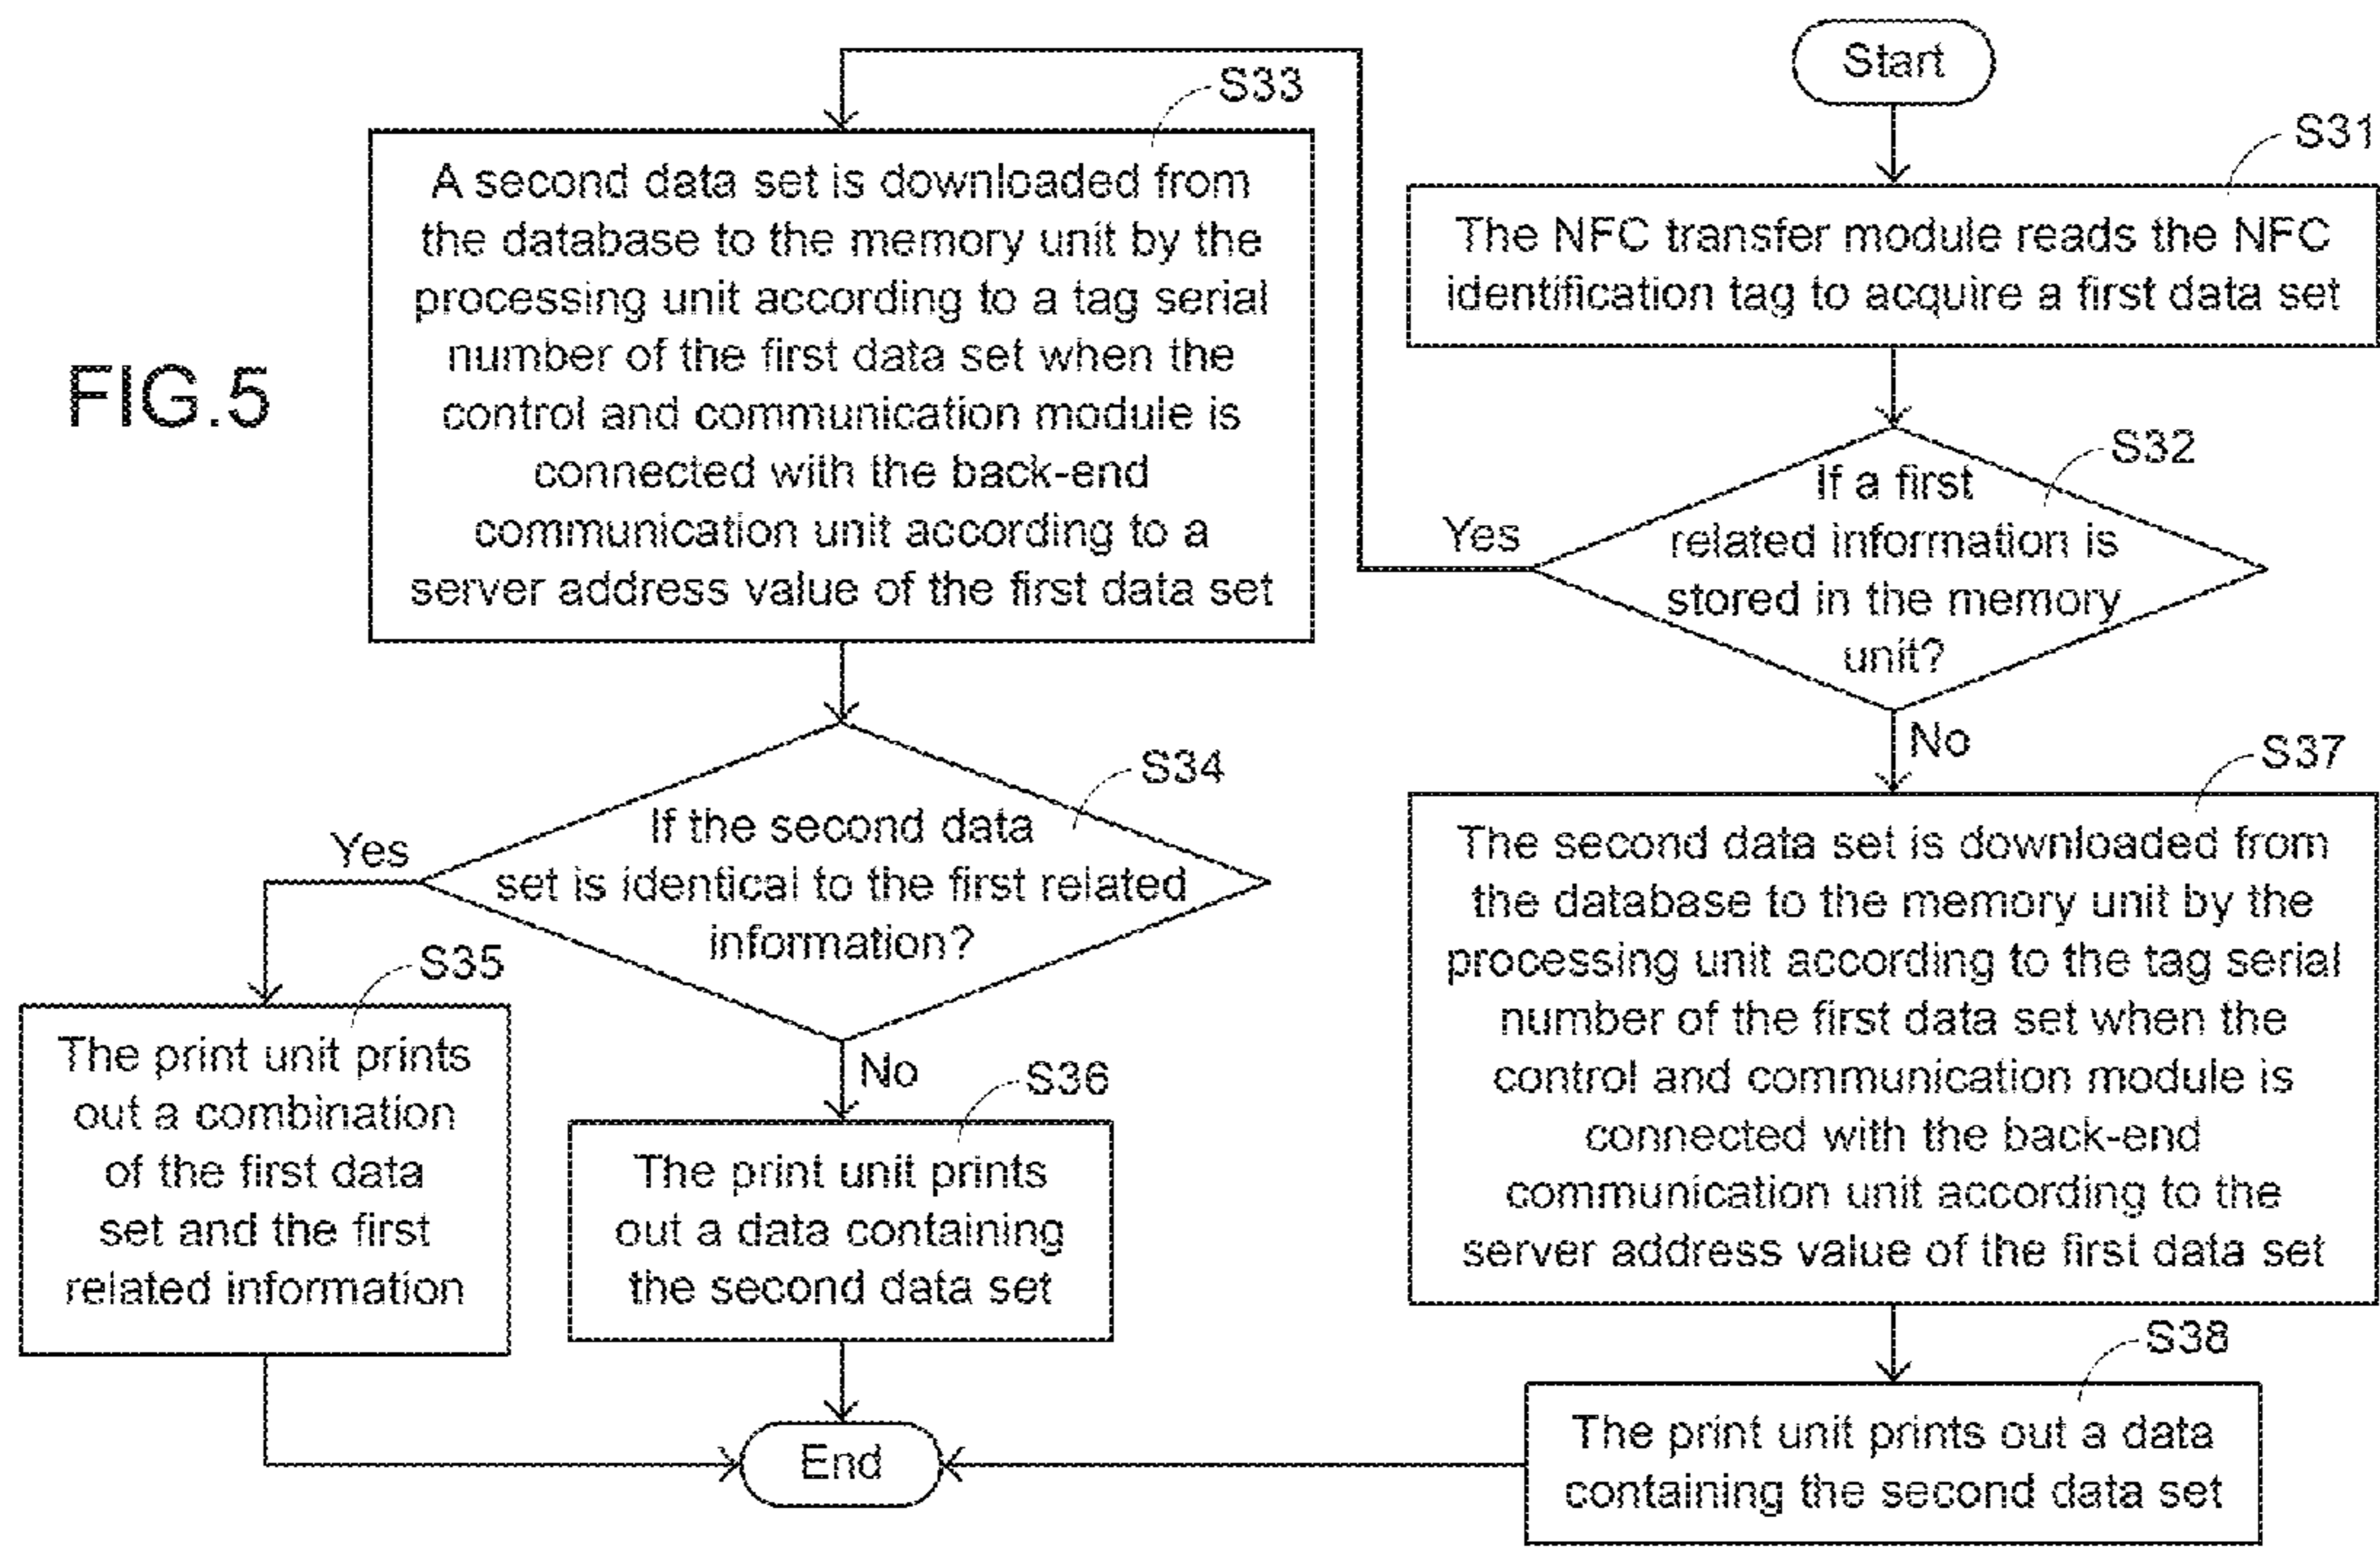 FIG.5
Start
S31
The NFC transfer module reads the NFC
identification tag to acquire a first data set
S32
If a first
related information is
stored in the memory
unit?
Yes
No
S33
A second data set is downloaded from
the database to the memory unit by the
processing unit according to a tag serial
number of the first data set when the
control and communication module is
connected with the back-end
communication unit according to a
server address value of the first data set
S34
If the second data
set is identical to the first related
information?
Yes
No
S35
The print unit prints
out a combination
of the first data
set and the first
related information
S36
The print unit prints
out a data containing
the second data set
S37
The second data set is downloaded from
the database to the memory unit by the
processing unit according to the tag serial
number of the first data set when the
control and communication module is
connected with the back-end
communication unit according to the
server address value of the first data set
S38
The print unit prints out a data
containing the second data set
End